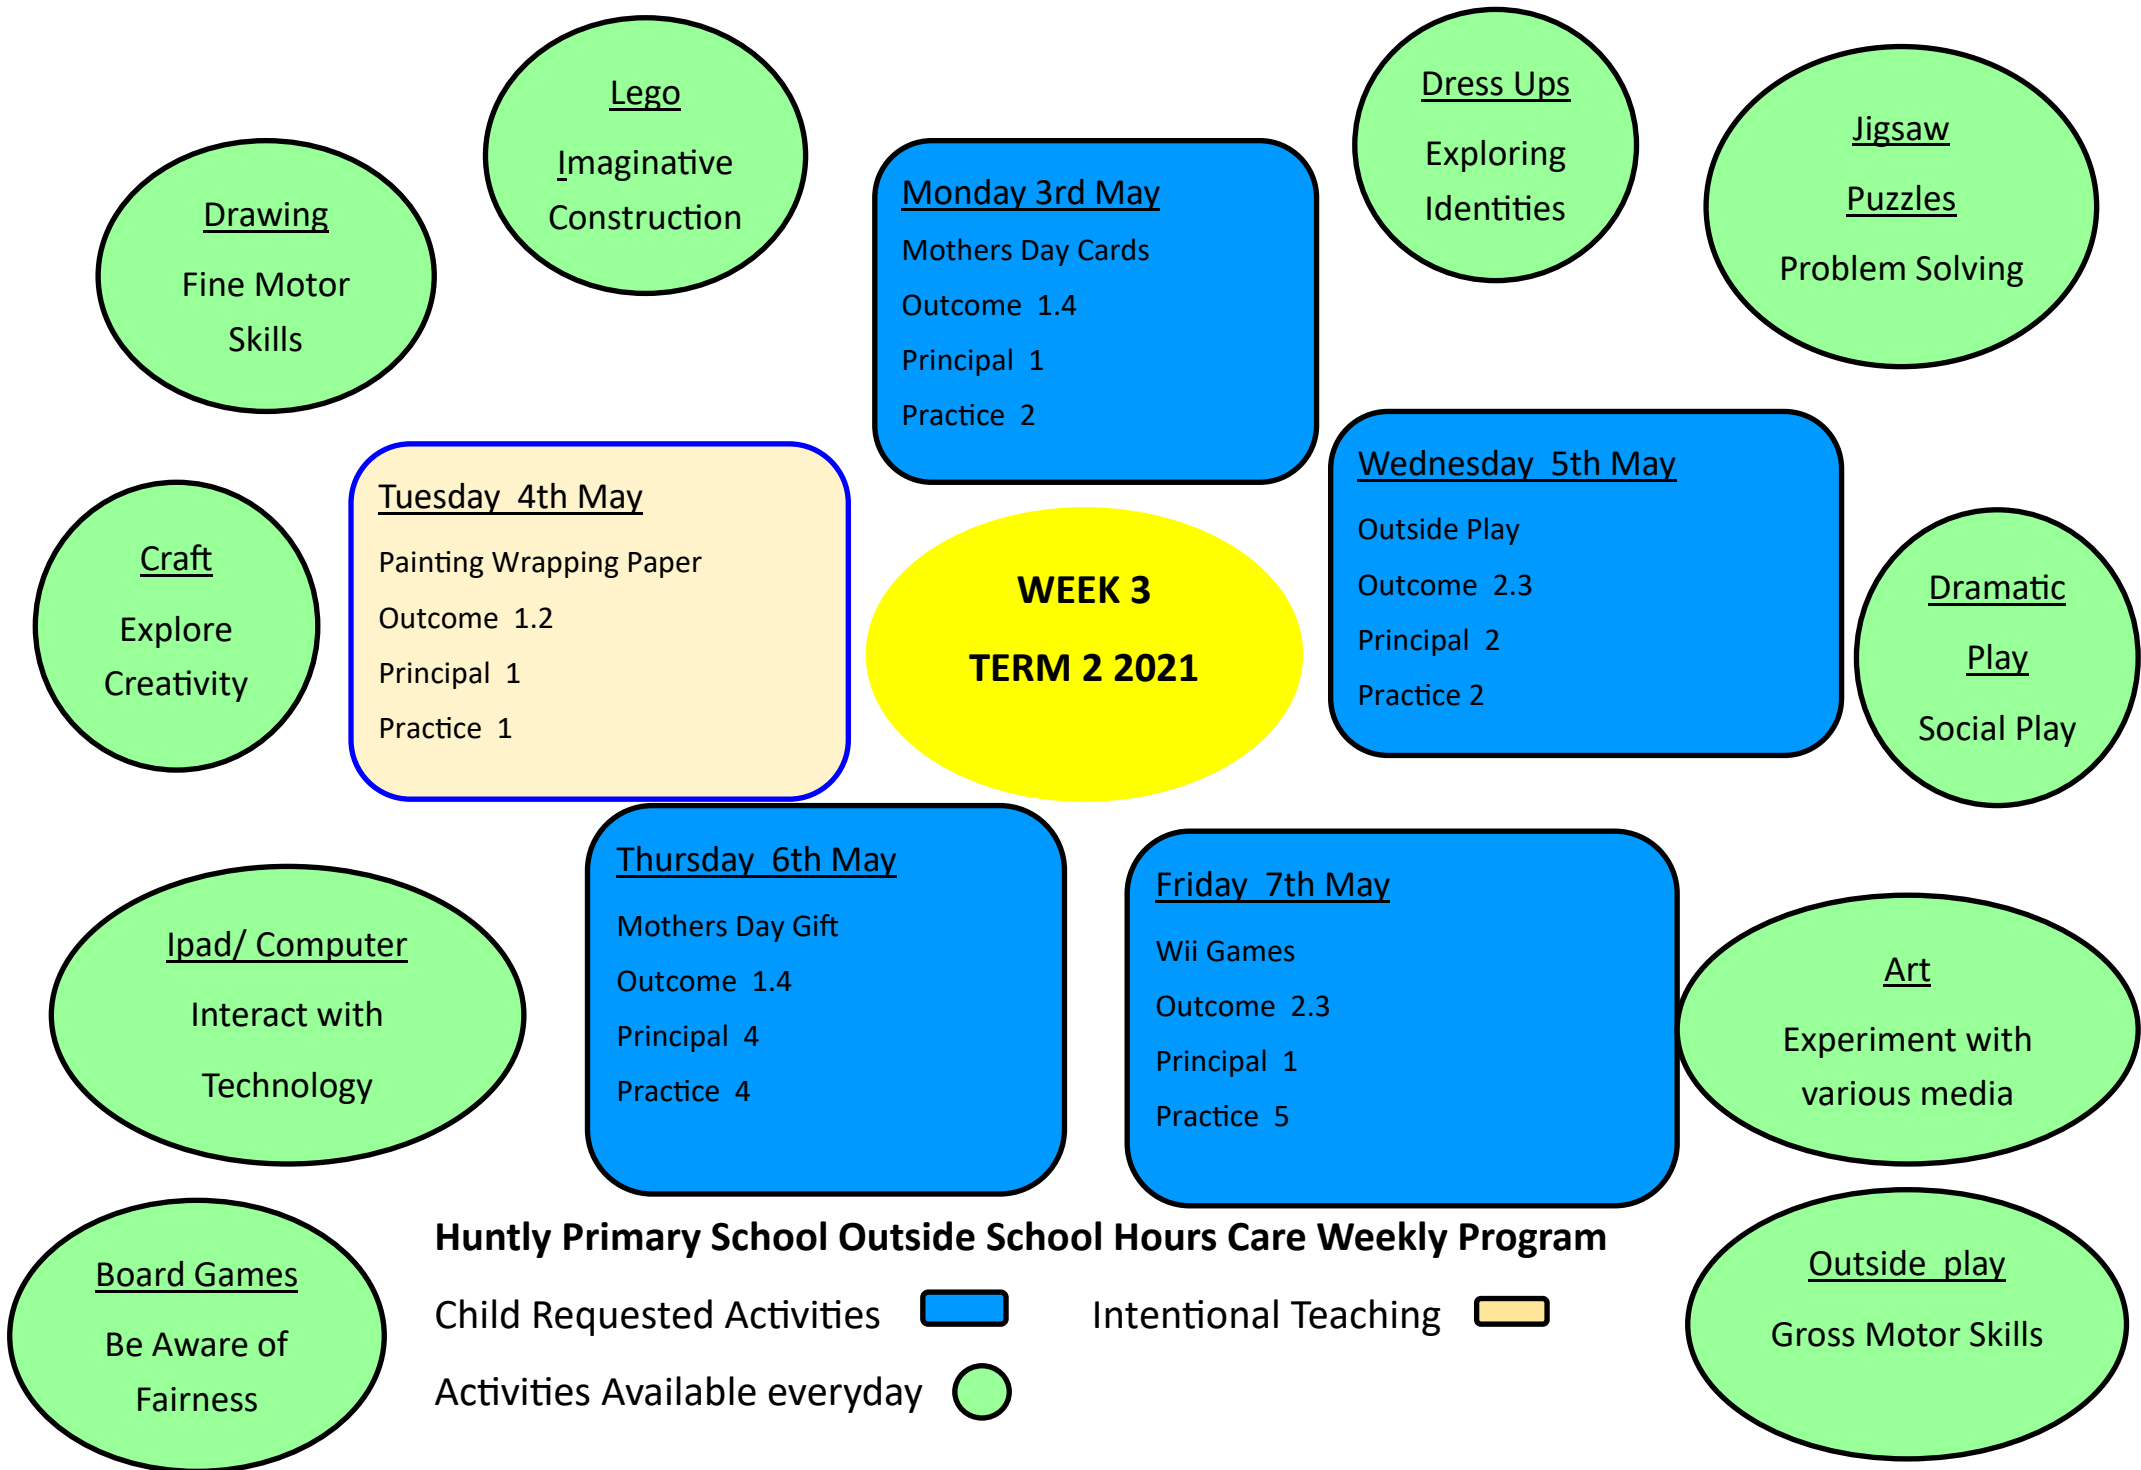 Lego
Imaginative
Construction
Dress Ups
Exploring
Identities
Jigsaw
Puzzles
Problem Solving
Drawing
Fine Motor
Skills
Monday 3rd May
Mothers Day Cards
Outcome  1.4
Principal  1
Practice  2
Tuesday  4th May
Painting Wrapping Paper
Outcome  1.2
Principal  1
Practice  1
Wednesday  5th May
Outside Play
Outcome  2.3
Principal  2
Practice 2
Craft
Explore
Creativity
WEEK 3
TERM 2 2021
Dramatic
Play
Social Play
Thursday  6th May
Mothers Day Gift
Outcome  1.4
Principal  4
Practice  4
Friday  7th May
Wii Games
Outcome  2.3
Principal  1
Practice  5
Ipad/ Computer
Interact with
Technology
Art
Experiment with
various media
Board Games
Be Aware of
Fairness
Huntly Primary School Outside School Hours Care Weekly Program
Child Requested Activities
Intentional Teaching
Activities Available everyday
Outside  play
Gross Motor Skills